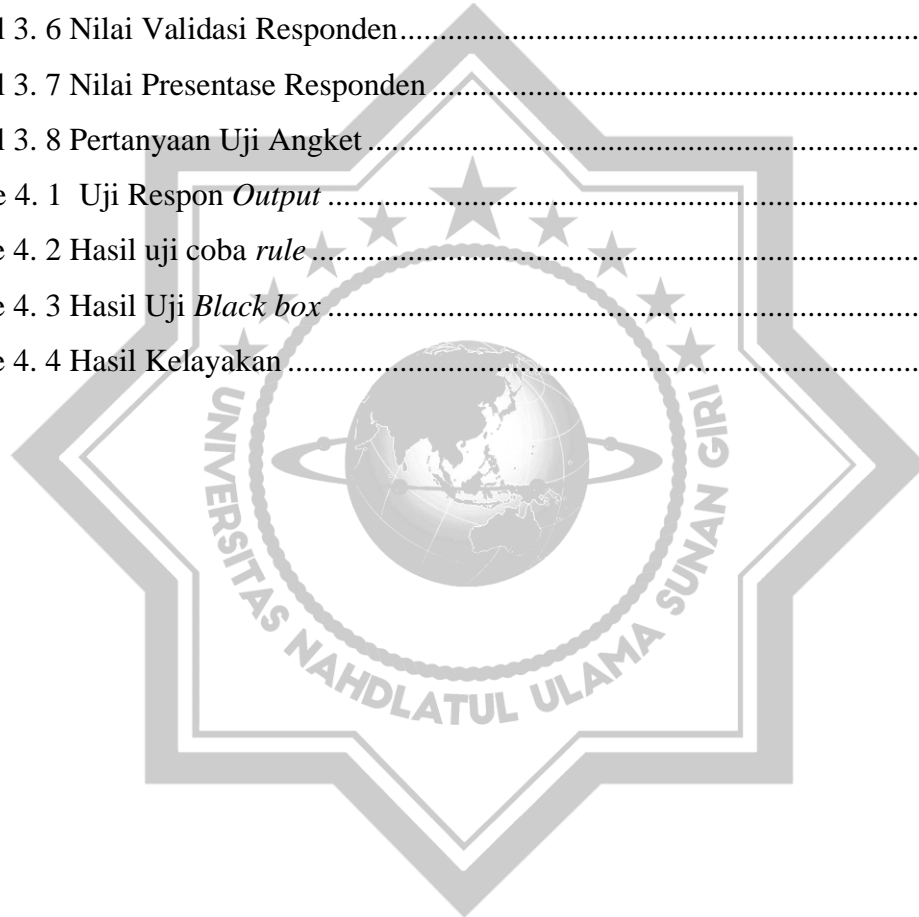 l 3. 6 Nilai Validasi Responden
l 3. 7 Nilai Presentase Responden
l 3. 8 Pertanyaan Uji Angket
e 4. 1 Uji Respon Output
e 4. 2 Hasil uji coba rule
e 4. 3 Hasil Uji Black box
e 4. 4 Hasil Kelayakan
UNIVERSITAS NAHDLATUL ULAMA SUNAN GIRI